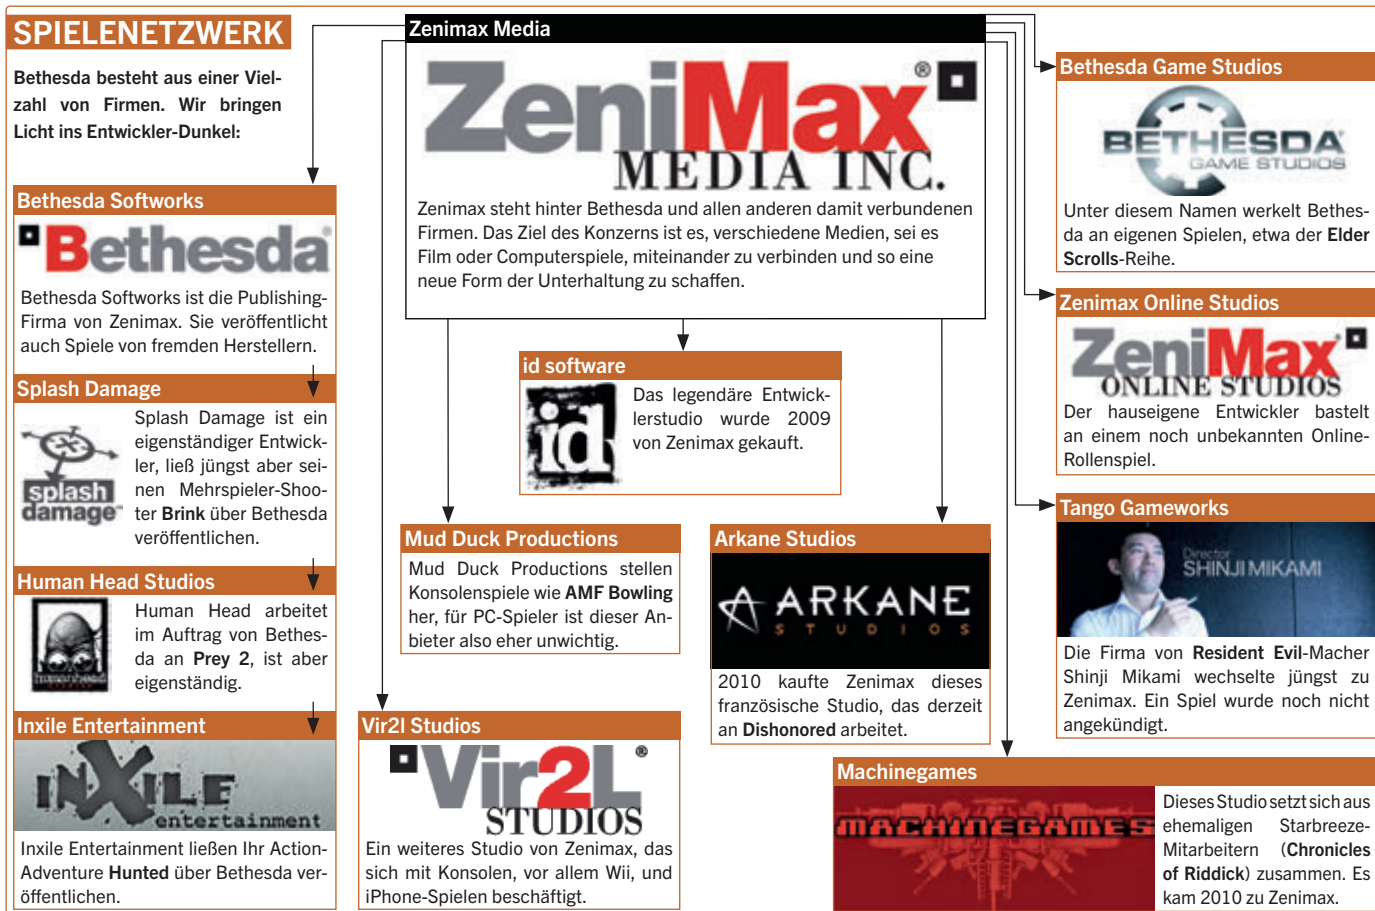 SPIELENETZWERK
Bethesda besteht aus einer Viel-
zahl von Firmen. Wir bringen
Licht ins Entwickler-Dunkel:
Zenimax Media
ZeniMax®
MEDIA INC.
Zenimax steht hinter Bethesda und allen anderen damit verbundenen
Firmen. Das Ziel des Konzerns ist es, verschiedene Medien, sei es
Film oder Computerspiele, miteinander zu verbinden und so eine
neue Form der Unterhaltung zu schaffen.
Bethesda Softworks
Bethesda®
Bethesda Softworks ist die Publishing-
Firma von Zenimax. Sie veröffentlicht
auch Spiele von fremden Herstellern.
Splash Damage
splash
damage™
Splash Damage ist ein
eigenständiger Entwick-
ler, ließ jüngst aber sei-
nen Mehrspieler-Shoo-
ter Brink über Bethesda
veröffentlichen.
Human Head Studios
humanhead
STUDIOS
Human Head arbeitet
im Auftrag von Bethes-
da an Prey 2, ist aber
eigenständig.
Inxile Entertainment
INXILE
entertainment
Inxile Entertainment ließen Ihr Action-
Adventure Hunted über Bethesda ver-
öffentlichen.
id software
id
Das legendäre Entwick-
lerstudio wurde 2009
von Zenimax gekauft.
Mud Duck Productions
Mud Duck Productions stellen
Konsolenspiele wie AMF Bowling
her, für PC-Spieler ist dieser An-
bieter also eher unwichtig.
Vir2l Studios
Vir2L®
STUDIOS
Ein weiteres Studio von Zenimax, das
sich mit Konsolen, vor allem Wii, und
iPhone-Spielen beschäftigt.
Arkane Studios
ARKANE
STUDIOS
2010 kaufte Zenimax dieses
französische Studio, das derzeit
an Dishonored arbeitet.
Bethesda Game Studios
BETHESDA®
GAME STUDIOS
Unter diesem Namen werkelt Bethes-
da an eigenen Spielen, etwa der Elder
Scrolls-Reihe.
Zenimax Online Studios
ZeniMax®
ONLINE STUDIOS
Der hauseigene Entwickler bastelt
an einem noch unbekannten Online-
Rollenspiel.
Tango Gameworks
Director
SHINJI MIKAMI
Die Firma von Resident Evil-Macher
Shinji Mikami wechselte jüngst zu
Zenimax. Ein Spiel wurde noch nicht
angekündigt.
Machinegames
MACHINEGAMES
Dieses Studio setzt sich aus
ehemaligen Starbreeze-
Mitarbeitern (Chronicles
of Riddick) zusammen. Es
kam 2010 zu Zenimax.